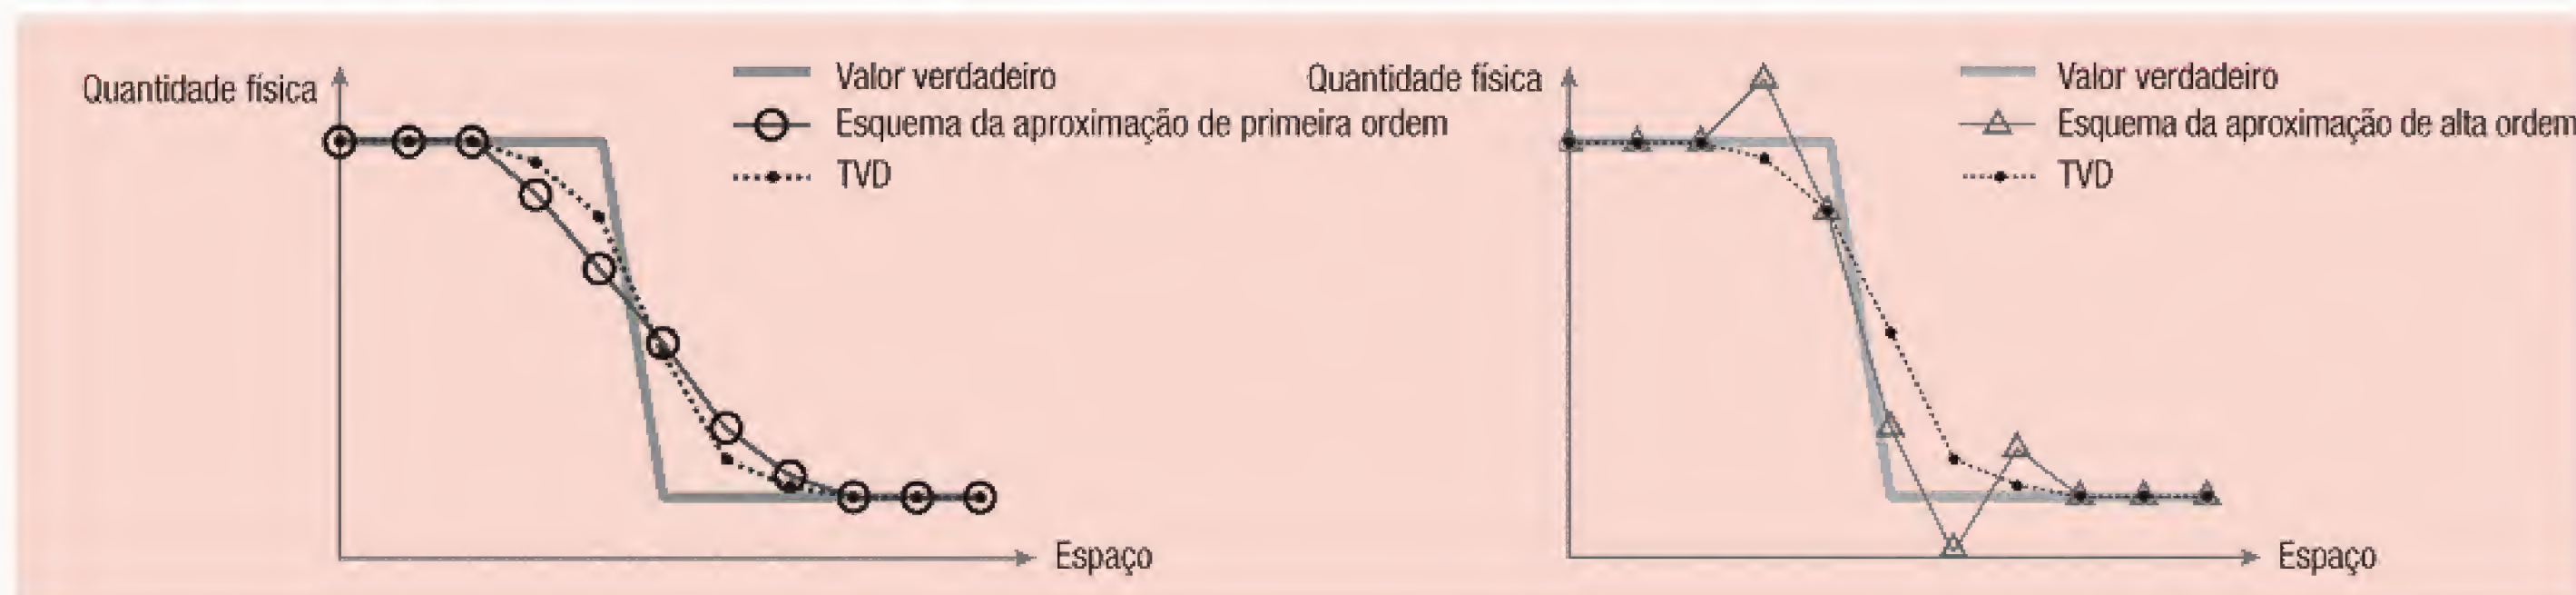 Quantidade física
Valor verdadeiro
Esquema da aproximação de primeira ordem
TVD
Espaço
Quantidade física
Valor verdadeiro
Esquema da aproximação de alta ordem
TVD
Espaço